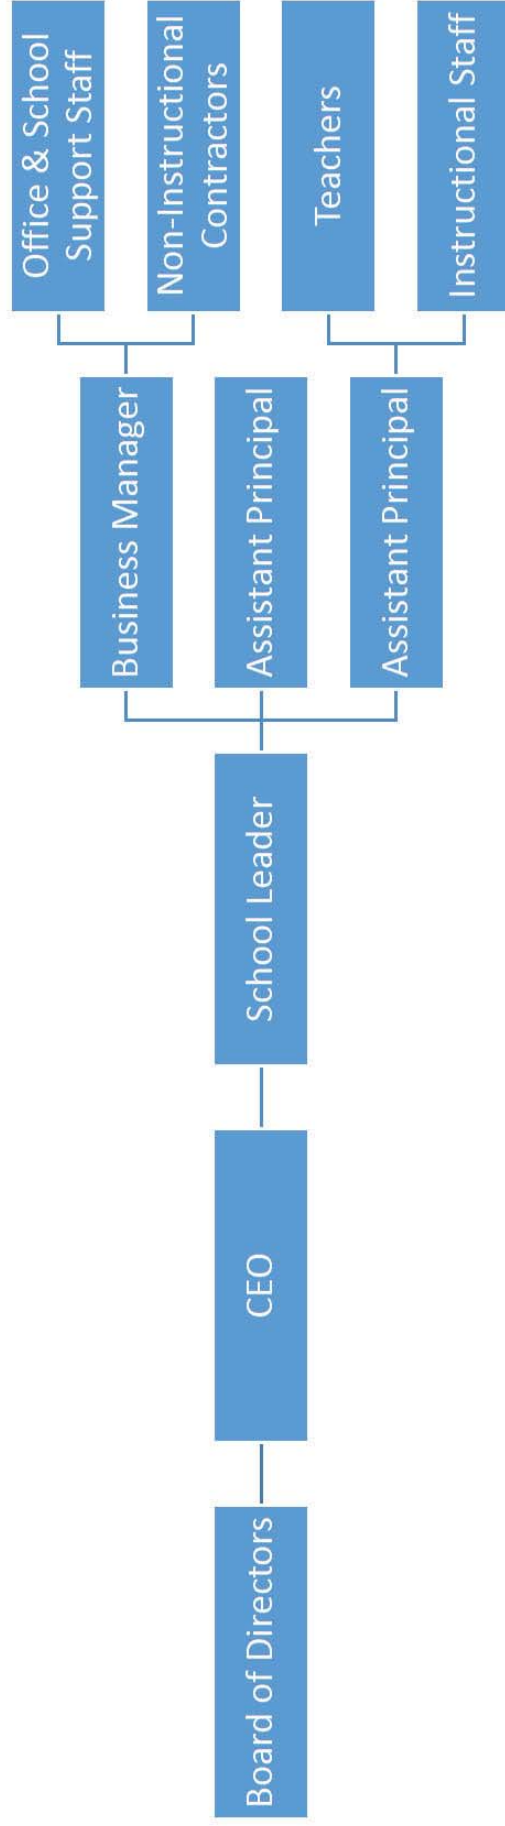 Board of Directors
CEO
School Leader
Business Manager
Assistant Principal
Assistant Principal
Office & School
Support Staff
Non-Instructional
Contractors
Teachers
Instructional Staff